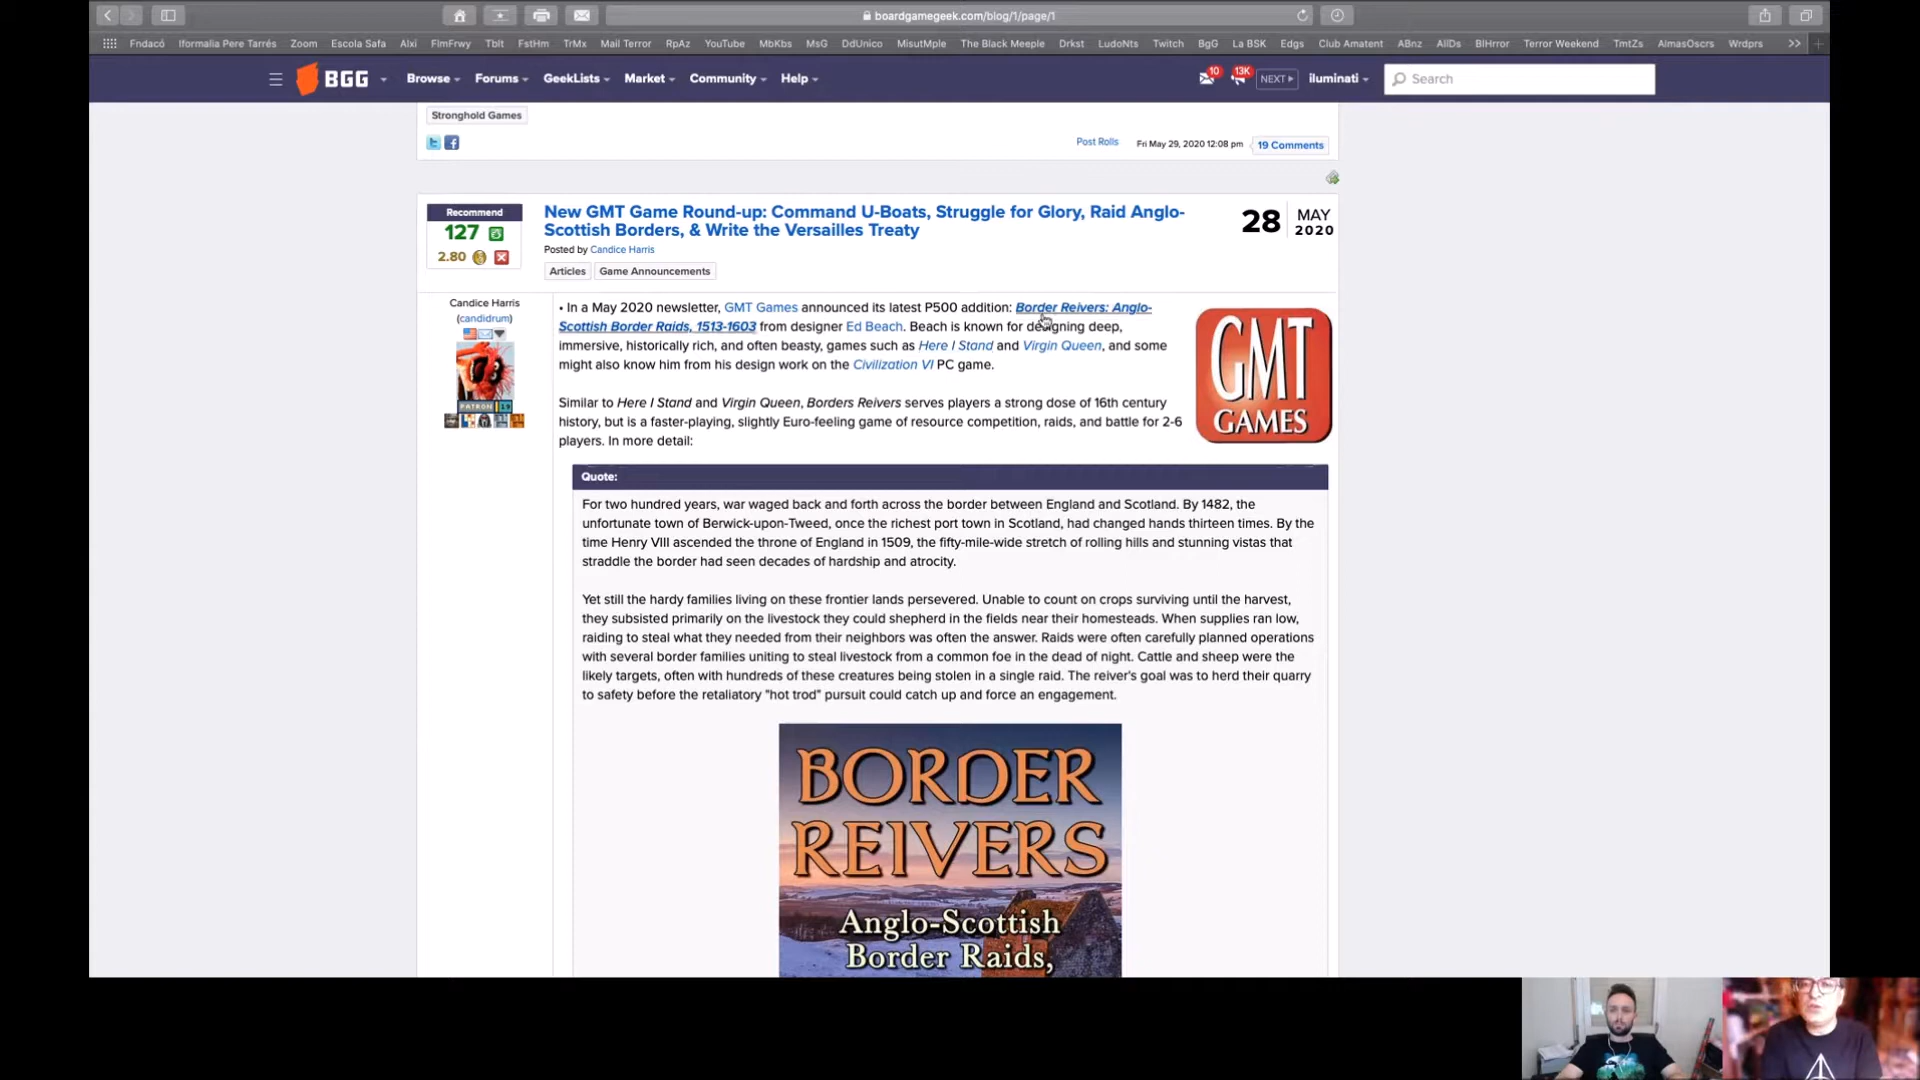 boardgamegeek.com/blog/1/page/1
Fndacó Iformalia Pere Tarrés Zoom Escola Safa Alxi FlmFrwy Tblt FstHm TrMx Mail Terror RpAz YouTube MbKbs MsG DdUnico MisutMple The Black Meeple Drkst LudoNts Twitch BgG La BSK Edgs Club Amatent ABnz AllDs BlHrror Terror Weekend TmtZs AlmasOscrs Wrdprs
BGG Browse Forums GeekLists Market Community Help 10 13K NEXT iluminati Search
Stronghold Games
Post Rolls Fri May 29, 2020 12:08 pm 19 Comments
Recommend
127
2.80
New GMT Game Round-up: Command U-Boats, Struggle for Glory, Raid Anglo-
Scottish Borders, & Write the Versailles Treaty
Posted by Candice Harris
Articles Game Announcements
28 MAY
2020
Candice Harris
(candidrum)
PATRON 19
• In a May 2020 newsletter, GMT Games announced its latest P500 addition: Border Reivers: Anglo-
Scottish Border Raids, 1513-1603 from designer Ed Beach. Beach is known for designing deep,
immersive, historically rich, and often beasty, games such as Here I Stand and Virgin Queen, and some
might also know him from his design work on the Civilization VI PC game.
GMT
GAMES
Similar to Here I Stand and Virgin Queen, Borders Reivers serves players a strong dose of 16th century
history, but is a faster-playing, slightly Euro-feeling game of resource competition, raids, and battle for 2-6
players. In more detail:
Quote:
For two hundred years, war waged back and forth across the border between England and Scotland. By 1482, the
unfortunate town of Berwick-upon-Tweed, once the richest port town in Scotland, had changed hands thirteen times. By the
time Henry VIII ascended the throne of England in 1509, the fifty-mile-wide stretch of rolling hills and stunning vistas that
straddle the border had seen decades of hardship and atrocity.
Yet still the hardy families living on these frontier lands persevered. Unable to count on crops surviving until the harvest,
they subsisted primarily on the livestock they could shepherd in the fields near their homesteads. When supplies ran low,
raiding to steal what they needed from their neighbors was often the answer. Raids were often carefully planned operations
with several border families uniting to steal livestock from a common foe in the dead of night. Cattle and sheep were the
likely targets, often with hundreds of these creatures being stolen in a single raid. The reiver's goal was to herd their quarry
to safety before the retaliatory "hot trod" pursuit could catch up and force an engagement.
BORDER
REIVERS
Anglo-Scottish
Border Raids,